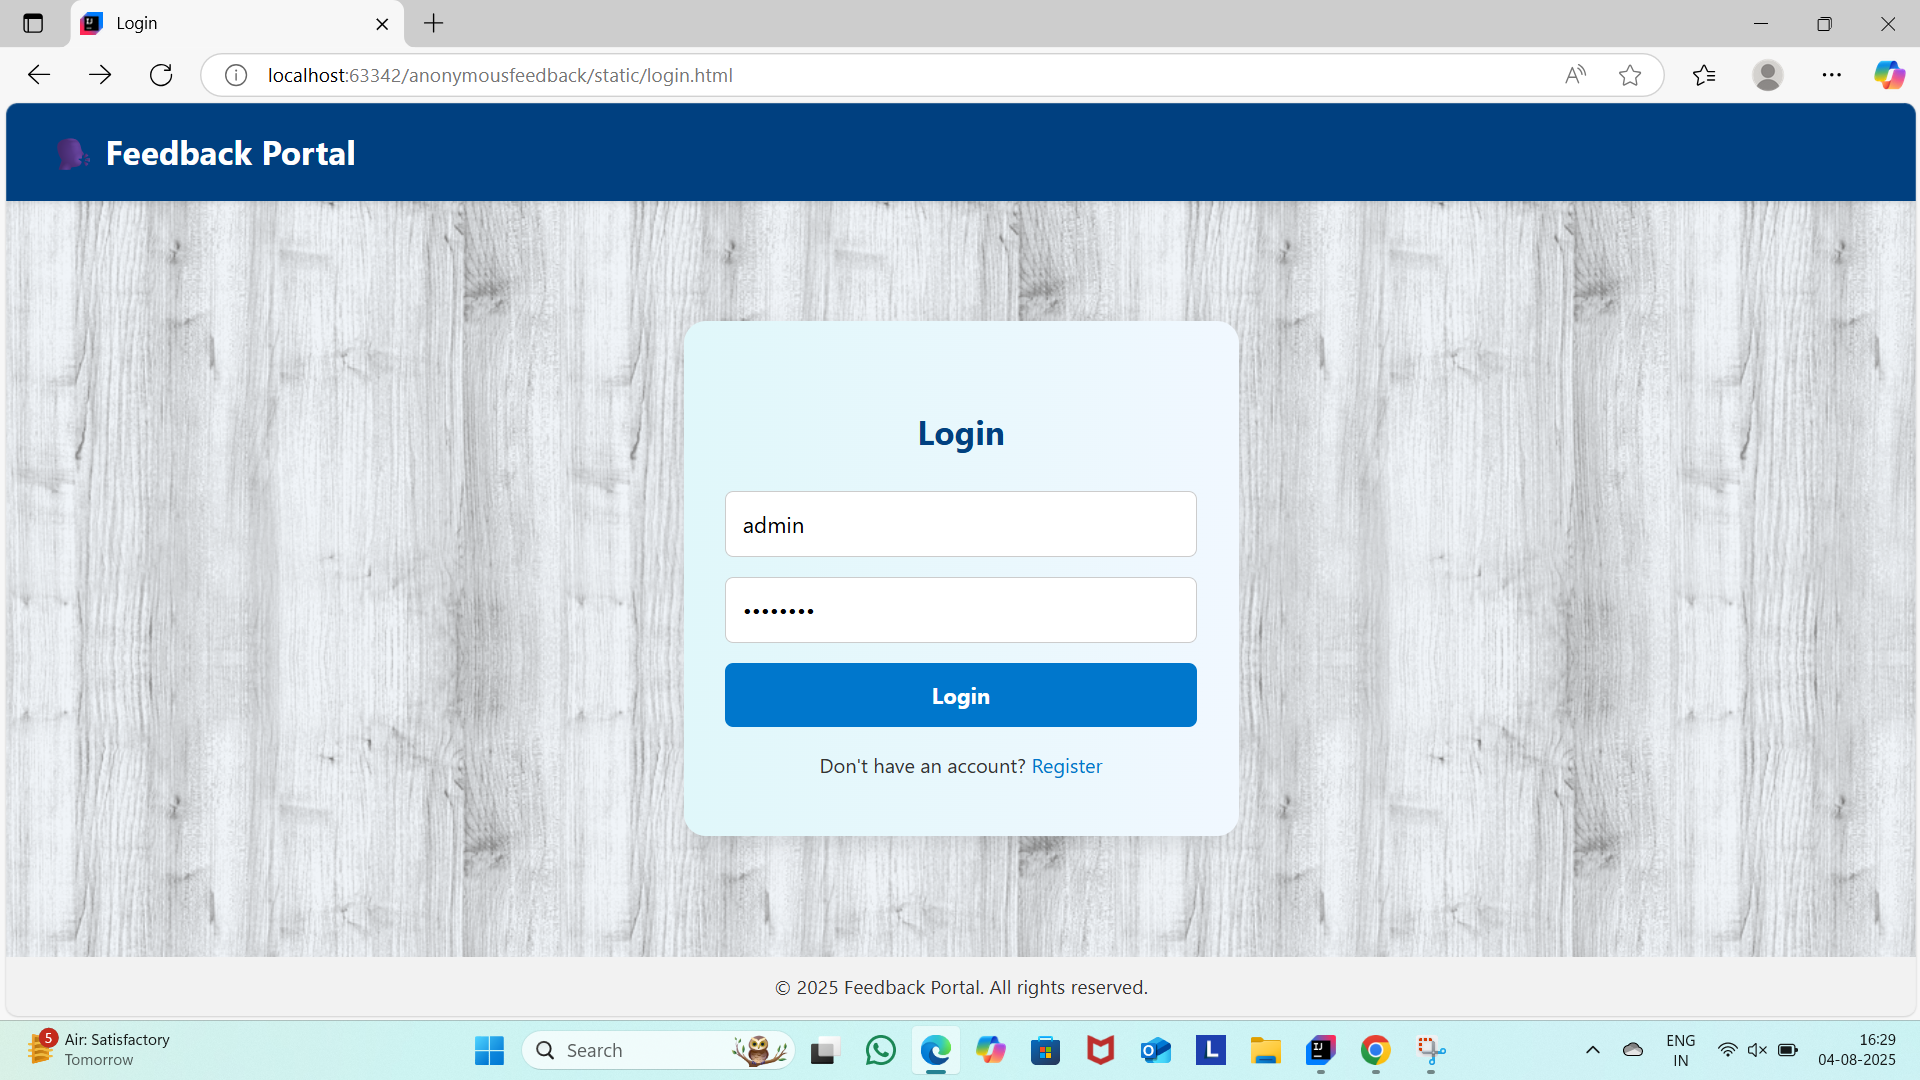 Login
localhost:63342/anonymousfeedback/static/login.html
Feedback Portal
Login
admin
••••••••
Login
Don't have an account? Register
© 2025 Feedback Portal. All rights reserved.
5
Air: Satisfactory
Tomorrow
Search
ENG
IN
16:29
04-08-2025